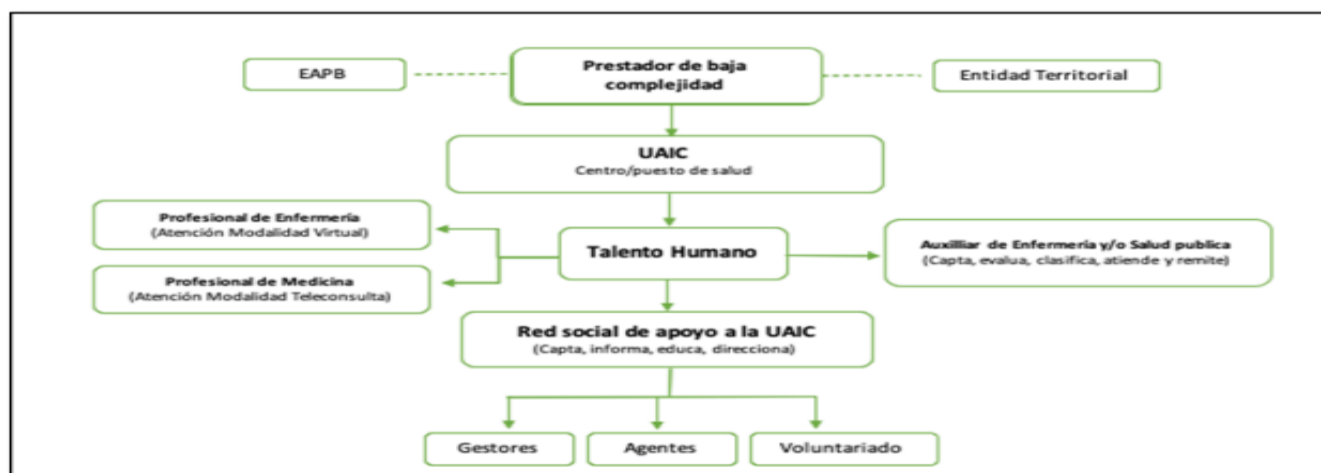 EAPB
Prestador de baja
complejidad
Entidad Territorial
UAIC
Centro/puesto de salud
Profesional de Enfermería
(Atención Modalidad Virtual)
Talento Humano
Auxilliar de Enfermería y/o Salud publica
(Capta, evalua, clasifica, atiende y remite)
Profesional de Medicina
(Atención Modalidad Teleconsulta)
Red social de apoyo a la UAIC
(Capta, informa, educa, direcciona)
Gestores
Agentes
Voluntariado